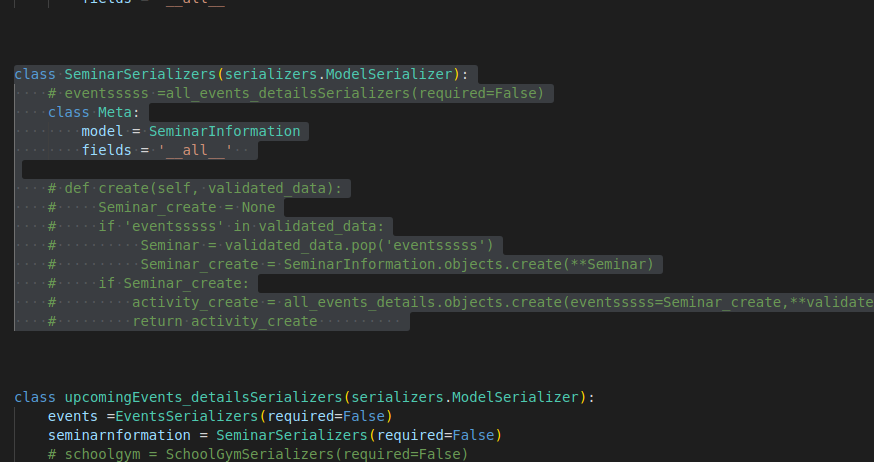 fields = '__all__'
class SeminarSerializers(serializers.ModelSerializer):
# eventsssss =all_events_detailsSerializers(required=False)
class Meta:
model = SeminarInformation
fields = '__all__'
# def create(self, validated_data):
# Seminar_create = None
# if 'eventsssss' in validated_data:
# Seminar = validated_data.pop('eventsssss')
# Seminar_create = SeminarInformation.objects.create(**Seminar)
# if Seminar_create:
# activity_create = all_events_details.objects.create(eventsssss=Seminar_create,**validate
# return activity_create
class upcomingEvents_detailsSerializers(serializers.ModelSerializer):
events =EventsSerializers(required=False)
seminarnformation = SeminarSerializers(required=False)
# schoolgym = SchoolGymSerializers(required=False)